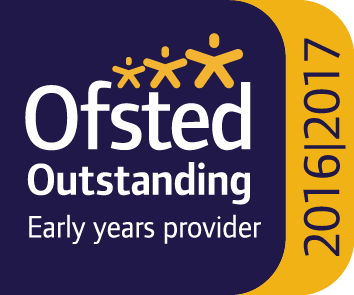 Ofsted
Outstanding
Early years provider
2016|2017